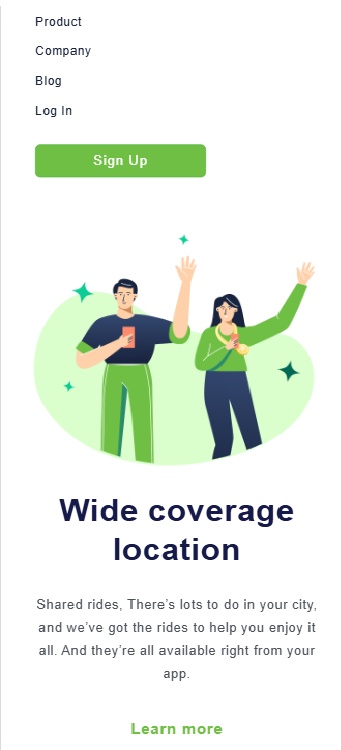 Product
Company
Blog
Log In
Sign Up
Wide coverage
location
Shared rides, There's lots to do in your city,
and we've got the rides to help you enjoy it
all. And they're all available right from your
app.
Learn more